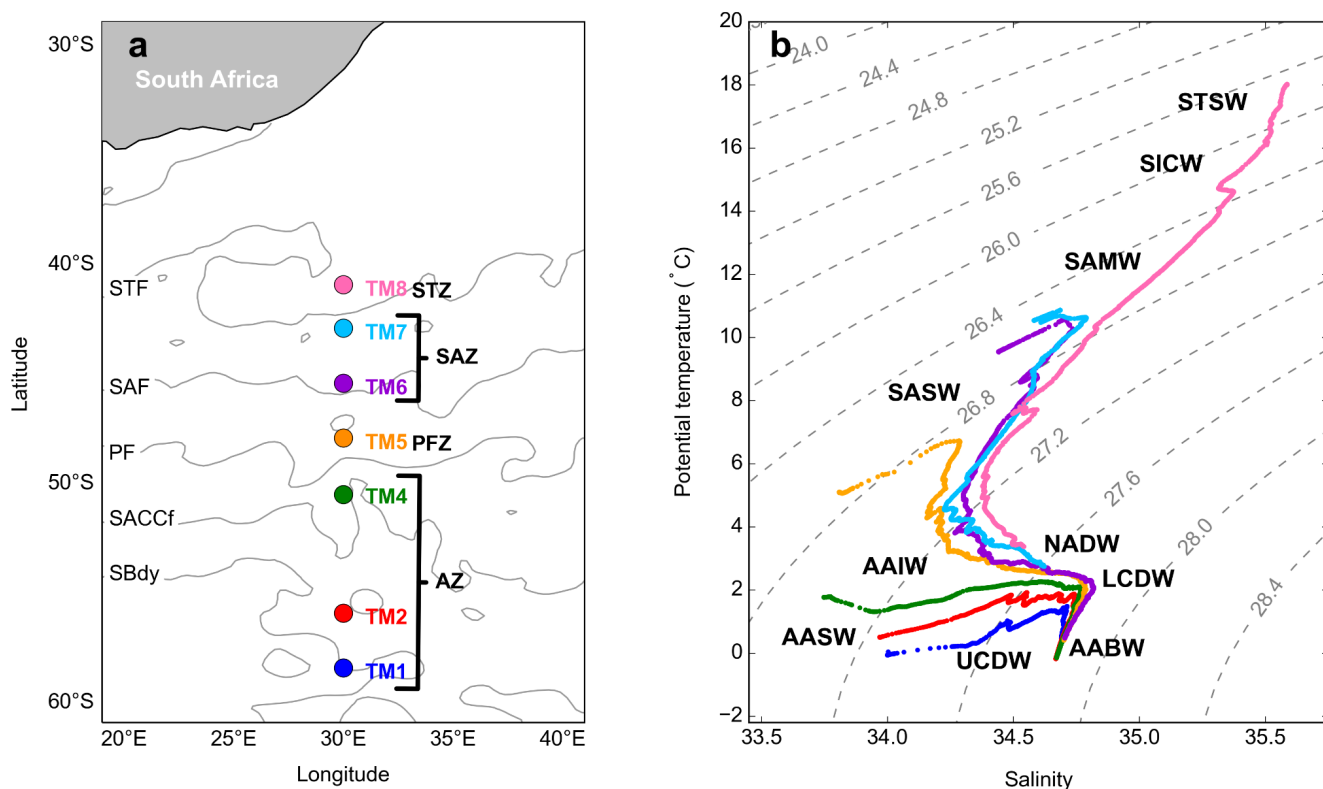 a
South Africa
30°S
40°S
50°S
60°S
Latitude
STF
SAF
PF
SACCf
SBdy
TM8 STZ
TM7
SAZ
TM6
TM5 PFZ
TM4
AZ
TM2
TM1
20°E 25°E 30°E 35°E 40°E
Longitude
b
Potential temperature (°C)
20
18
16
14
12
10
8
6
4
2
0
−2
24.0
24.4
24.8
25.2
25.6
26.0
26.4
26.8
27.2
27.6
28.0
28.4
STSW
SICW
SAMW
SASW
NADW
AAIW
LCDW
AASW
UCDW
AABW
33.5 34.0 34.5 35.0 35.5
Salinity